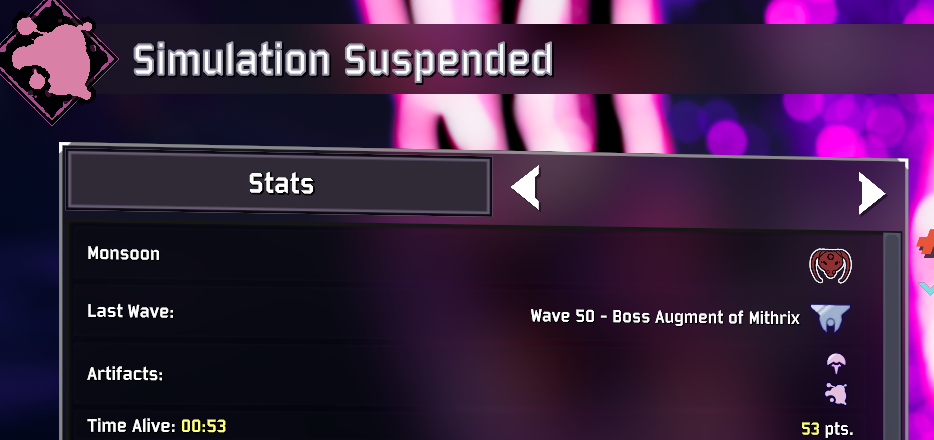 Simulation Suspended
Stats
Monsoon
Last Wave: Wave 50 - Boss Augment of Mithrix
Artifacts:
Time Alive: 00:53 53 pts.